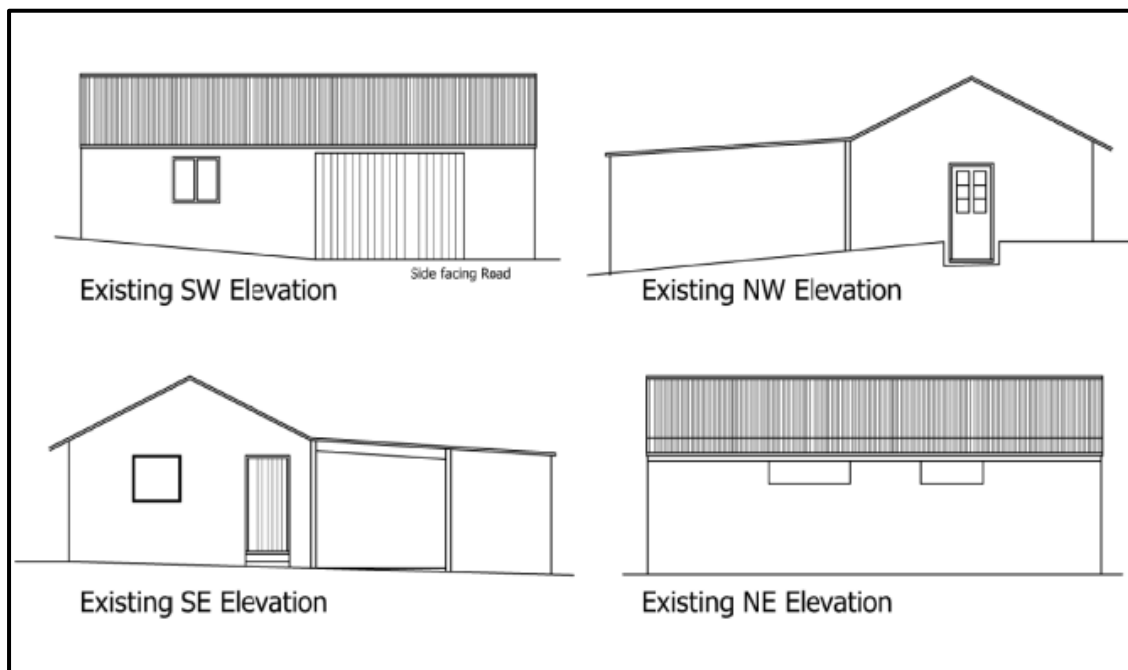 Side facing Road
Existing SW Elevation
Existing NW Elevation
Existing SE Elevation
Existing NE Elevation